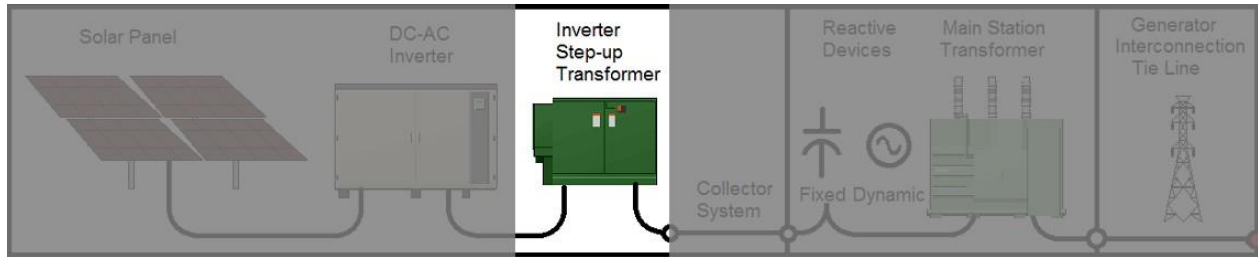 Solar Panel
DC-AC
Inverter
Inverter
Step-up
Transformer
Collector
System
Reactive
Devices
Fixed Dynamic
Main Station
Transformer
Generator
Interconnection
Tie Line